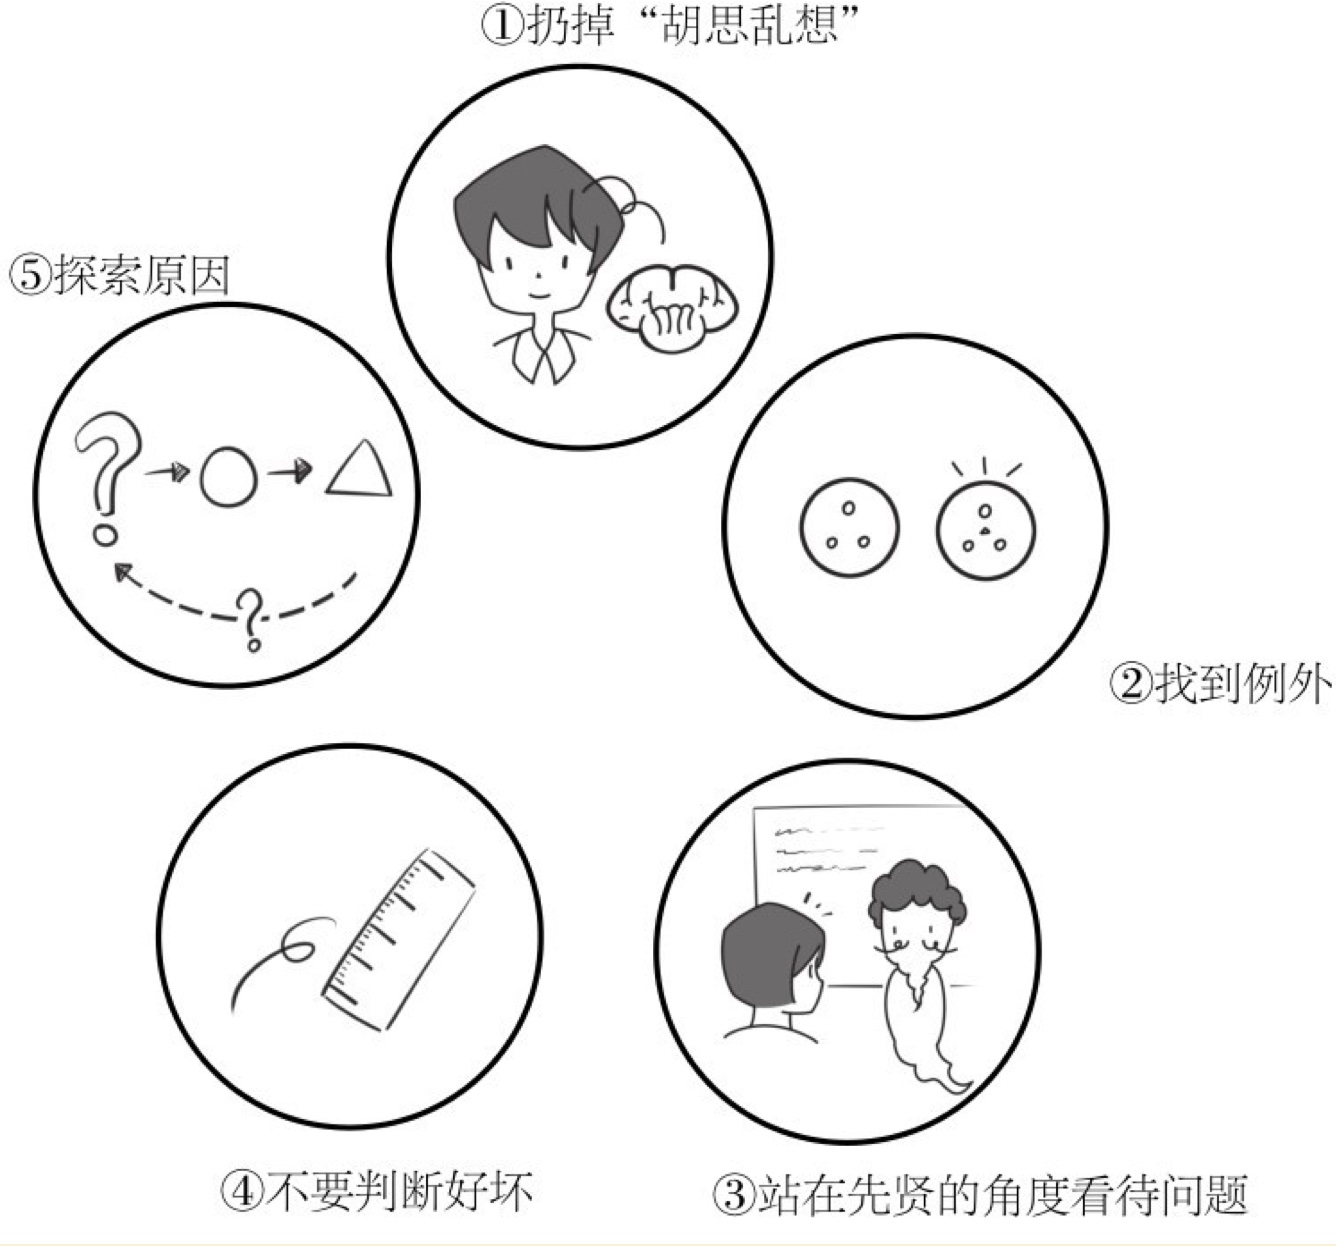 ①扔掉“胡思乱想”
②找到例外
③站在先贤的角度看待问题
④不要判断好坏
⑤探索原因